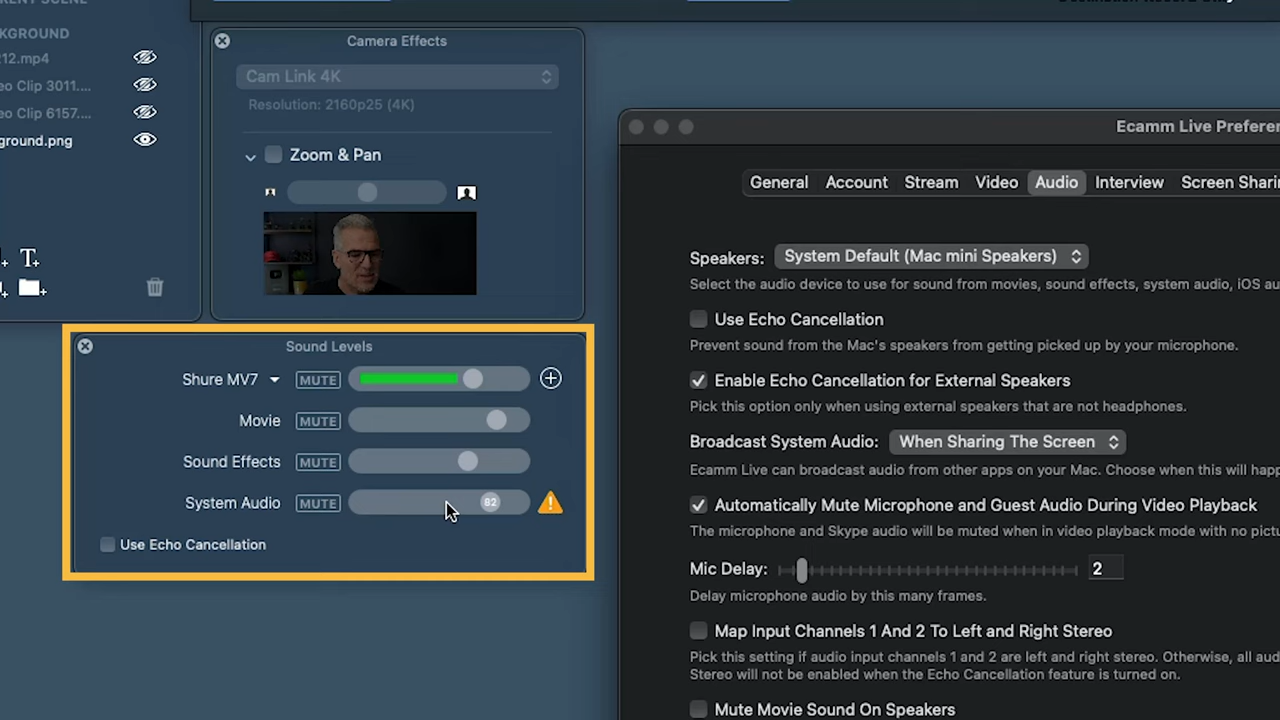 KGROUND
212.mp4
eo Clip 3011....
eo Clip 6157....
ground.png
T+
Camera Effects
Cam Link 4K
Resolution: 2160p25 (4K)
Zoom & Pan
Sound Levels
Shure MV7
MUTE
Movie
MUTE
Sound Effects
MUTE
System Audio
MUTE
82
Use Echo Cancellation
Ecamm Live Preferen
General
Account
Stream
Video
Audio
Interview
Screen Sharin
Speakers:
System Default (Mac mini Speakers)
Select the audio device to use for sound from movies, sound effects, system audio, iOS au
Use Echo Cancellation
Prevent sound from the Mac's speakers from getting picked up by your microphone.
Enable Echo Cancellation for External Speakers
Pick this option only when using external speakers that are not headphones.
Broadcast System Audio:
When Sharing The Screen
Ecamm Live can broadcast audio from other apps on your Mac. Choose when this will happ
Automatically Mute Microphone and Guest Audio During Video Playback
The microphone and Skype audio will be muted when in video playback mode with no pictu
Mic Delay:
2
Delay microphone audio by this many frames.
Map Input Channels 1 And 2 To Left and Right Stereo
Pick this setting if audio input channels 1 and 2 are left and right stereo. Otherwise, all aud
Stereo will not be enabled when the Echo Cancellation feature is turned on.
Mute Movie Sound On Speakers